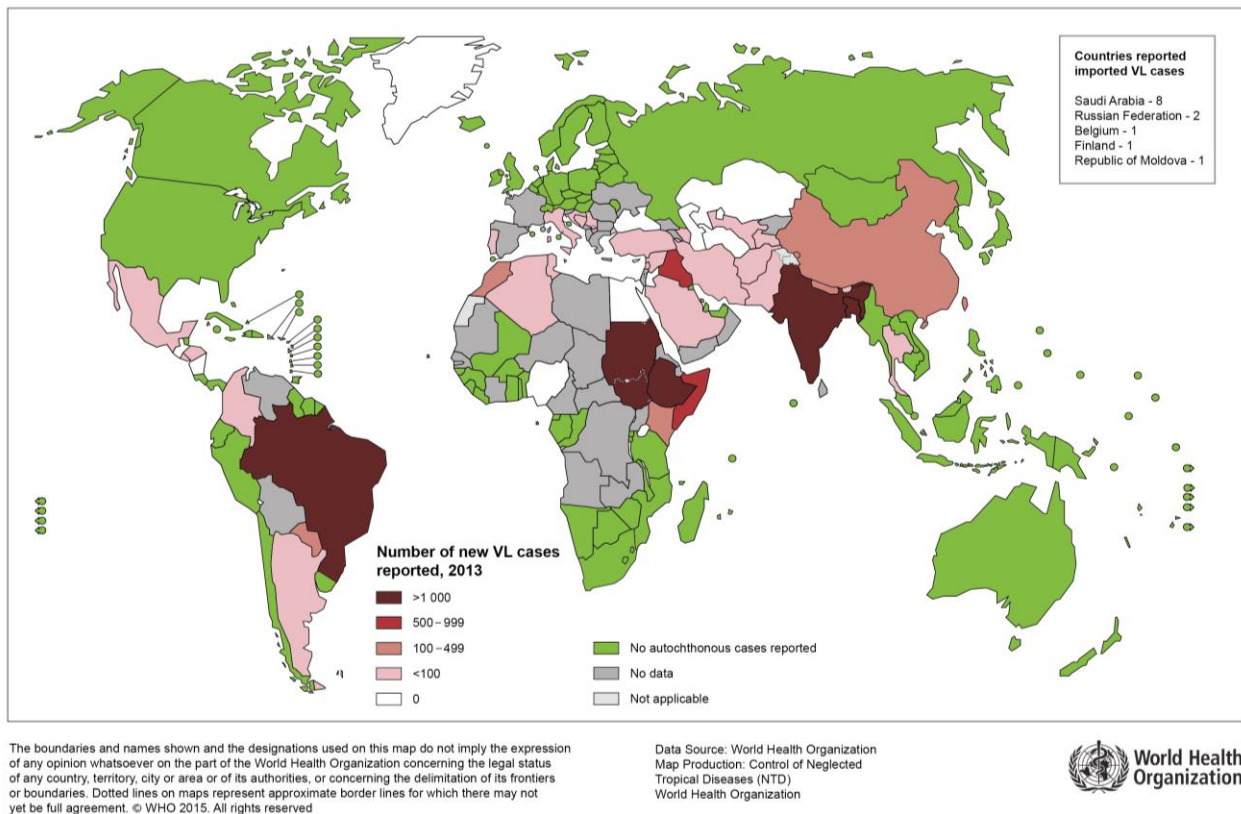 Countries reported
imported VL cases
Saudi Arabia - 8
Russian Federation - 2
Belgium - 1
Finland - 1
Republic of Moldova - 1
Number of new VL cases
reported, 2013
>1 000
500–999
100–499
<100
0
No autochthonous cases reported
No data
Not applicable
The boundaries and names shown and the designations used on this map do not imply the expression
of any opinion whatsoever on the part of the World Health Organization concerning the legal status
of any country, territory, city or area or of its authorities, or concerning the delimitation of its frontiers
or boundaries. Dotted lines on maps represent approximate border lines for which there may not
yet be full agreement. © WHO 2015. All rights reserved
Data Source: World Health Organization
Map Production: Control of Neglected
Tropical Diseases (NTD)
World Health Organization
World Health
Organization